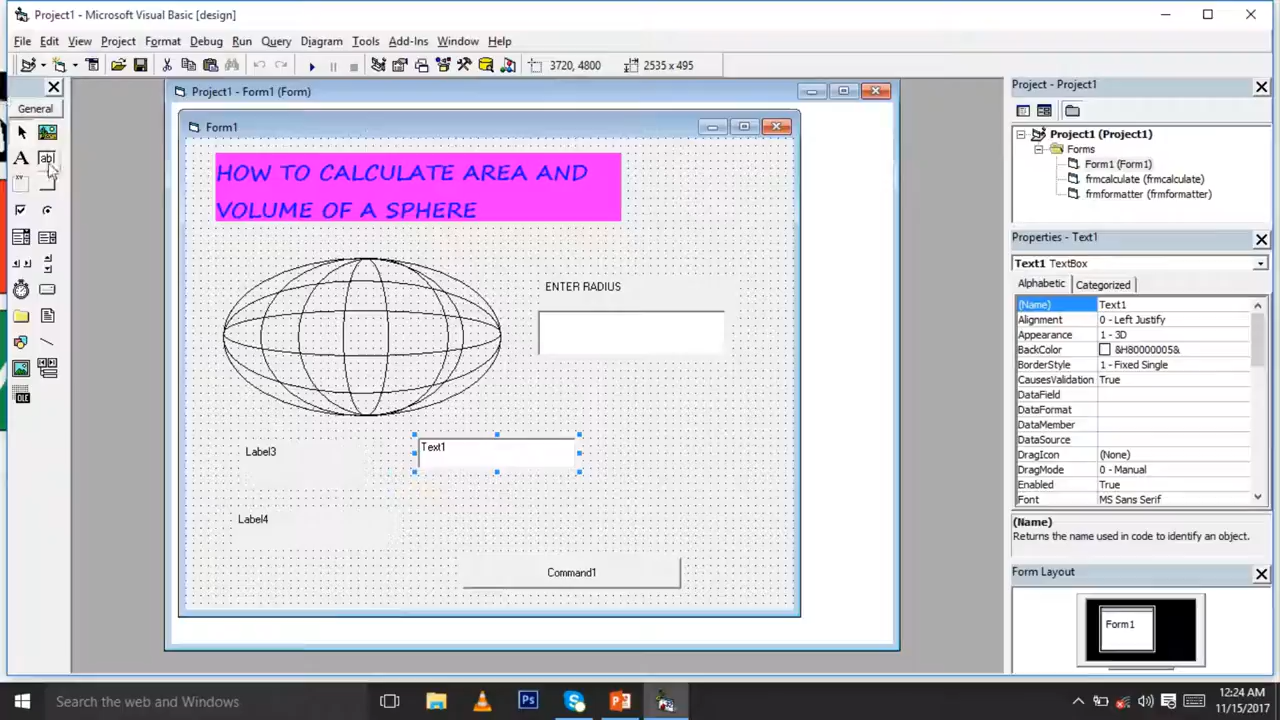 Project1 - Microsoft Visual Basic [design]
File Edit View Project Format Debug Run Query Diagram Tools Add-Ins Window Help
3720, 4800 2535 x 495
General
A ab|
xy
OLE
Project1 - Form1 (Form)
Form1
HOW TO CALCULATE AREA AND
VOLUME OF A SPHERE
ENTER RADIUS
Label3
Text1
Label4
Command1
Project - Project1
Project1 (Project1)
Forms
Form1 (Form1)
frmcalculate (frmcalculate)
frmformatter (frmformatter)
Properties - Text1
Text1 TextBox
Alphabetic Categorized
(Name) Text1
Alignment 0 - Left Justify
Appearance 1 - 3D
BackColor &H80000005&
BorderStyle 1 - Fixed Single
CausesValidation True
DataField
DataFormat
DataMember
DataSource
DragIcon (None)
DragMode 0 - Manual
Enabled True
Font MS Sans Serif
(Name)
Returns the name used in code to identify an object.
Form Layout
Form1
Search the web and Windows
Ps
12:24 AM
11/15/2017